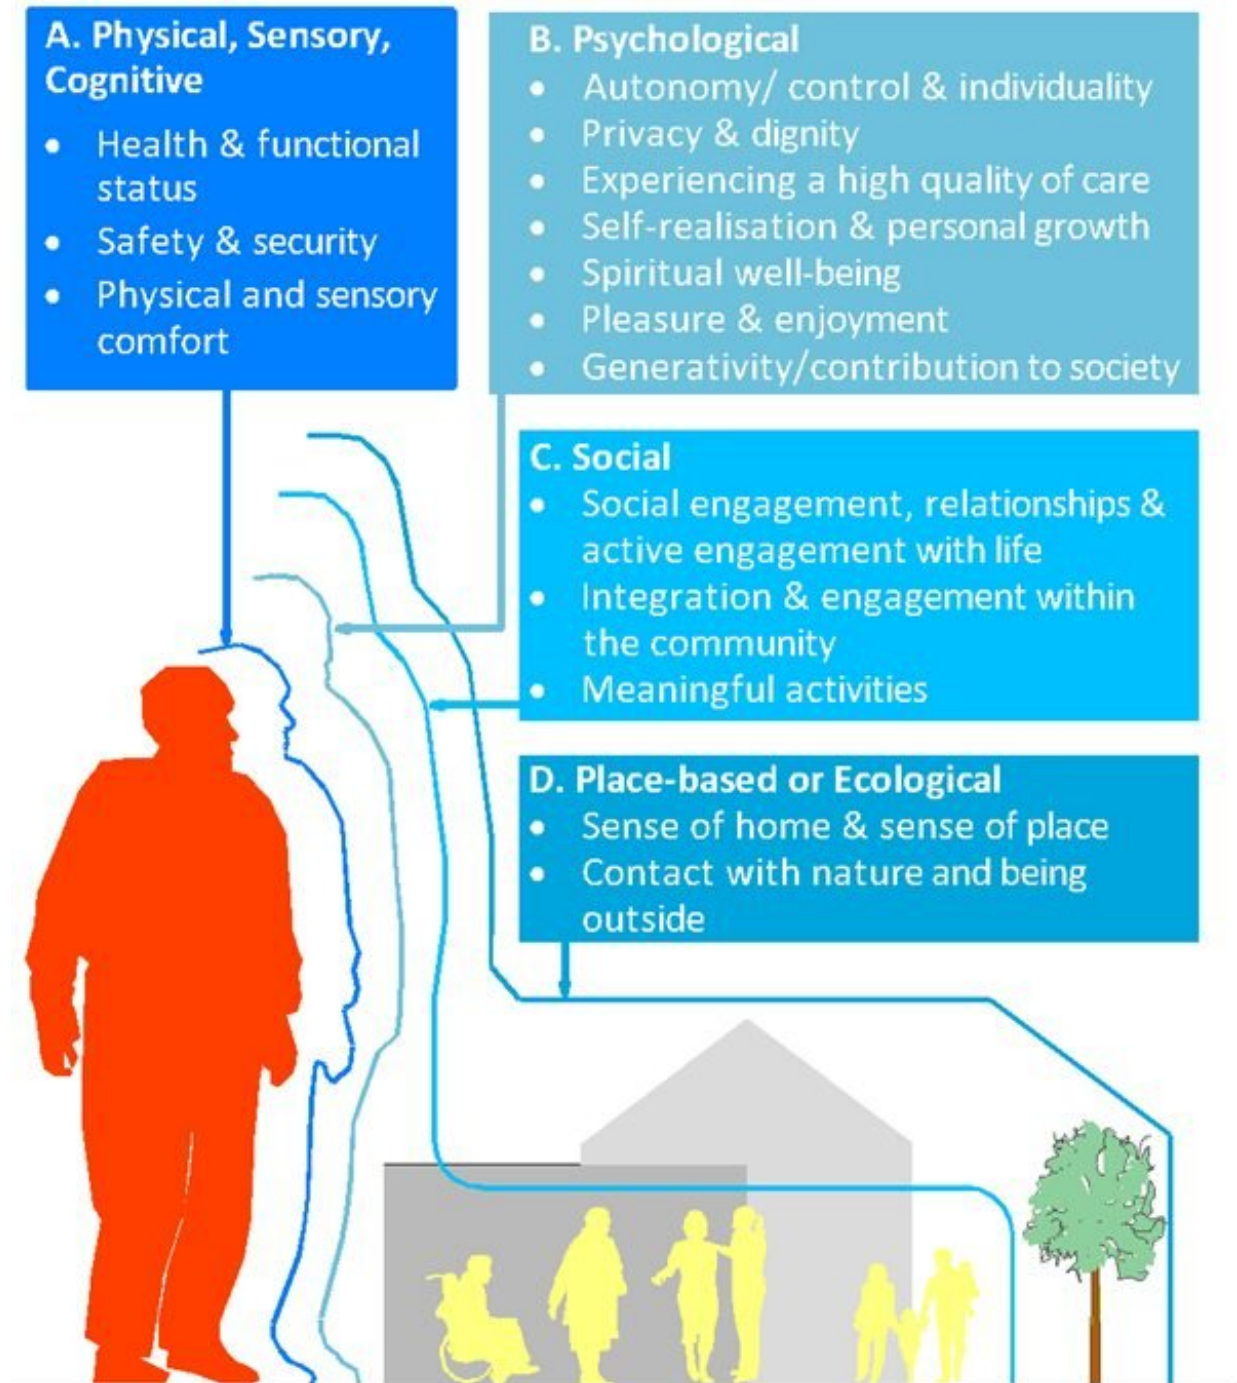 A. Physical, Sensory,
Cognitive
• Health & functional
status
• Safety & security
• Physical and sensory
comfort
B. Psychological
• Autonomy/ control & individuality
• Privacy & dignity
• Experiencing a high quality of care
• Self-realisation & personal growth
• Spiritual well-being
• Pleasure & enjoyment
• Generativity/contribution to society
C. Social
• Social engagement, relationships &
active engagement with life
• Integration & engagement within
the community
• Meaningful activities
D. Place-based or Ecological
• Sense of home & sense of place
• Contact with nature and being
outside